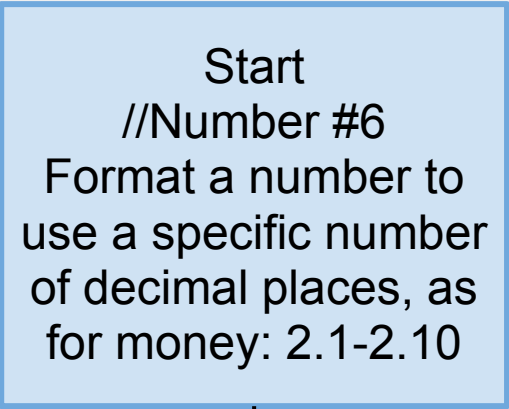 Start
//Number #6
Format a number to
use a specific number
of decimal places, as
for money: 2.1-2.10